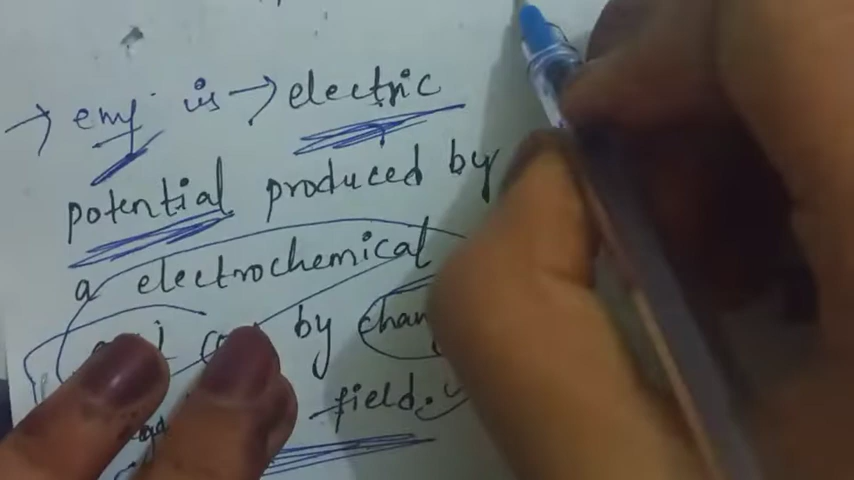 → emf is → electric
potential produced by
a electrochemical
by
field.